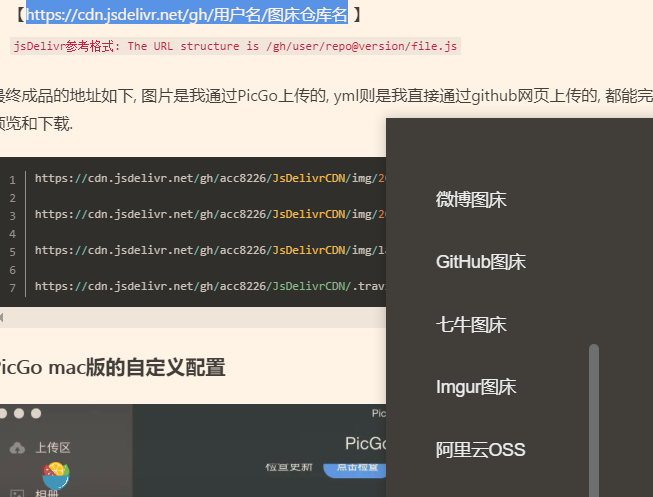 【https://cdn.jsdelivr.net/gh/用户名/图床仓库名 】
jsDelivr参考格式: The URL structure is /gh/user/repo@version/file.js
最终成品的地址如下, 图片是我通过PicGo上传的, yml则是我直接通过github网页上传的, 都能完
预览和下载.
1 https://cdn.jsdelivr.net/gh/acc8226/JsDelivrCDN/img/20
2
3 https://cdn.jsdelivr.net/gh/acc8226/JsDelivrCDN/img/20
4
5 https://cdn.jsdelivr.net/gh/acc8226/JsDelivrCDN/img/la
6
7 https://cdn.jsdelivr.net/gh/acc8226/JsDelivrCDN/.trav
PicGo mac版的自定义配置
Pic
上传区
PicGo
检查更新 点击检查
相册
微博图床
GitHub图床
七牛图床
Imgur图床
阿里云OSS